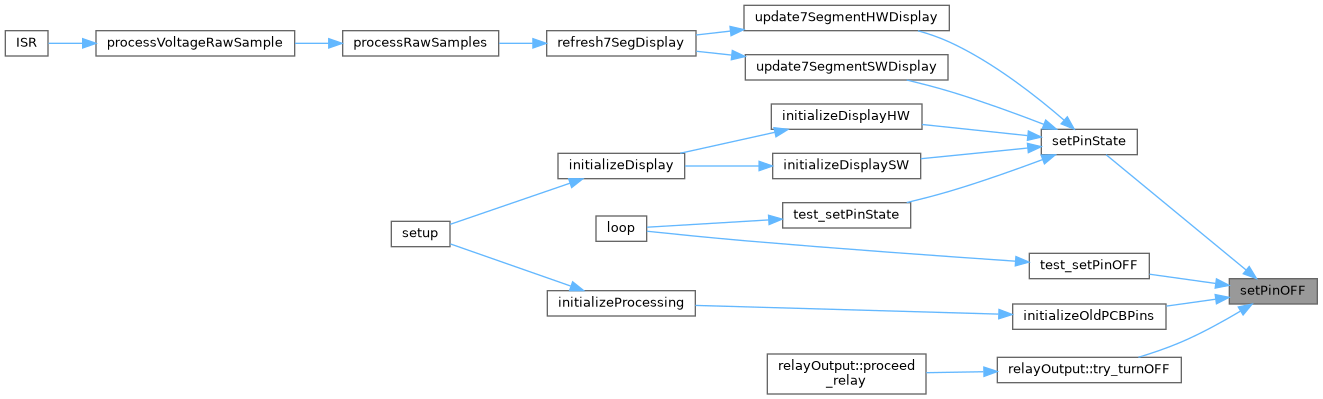 update7SegmentHWDisplay
ISR
processVoltageRawSample
processRawSamples
refresh7SegDisplay
update7SegmentSWDisplay
initializeDisplayHW
setPinState
initializeDisplay
initializeDisplaySW
test_setPinState
setup
loop
test_setPinOFF
setPinOFF
initializeProcessing
initializeOldPCBPins
relayOutput::proceed
_relay
relayOutput::try_turnOFF